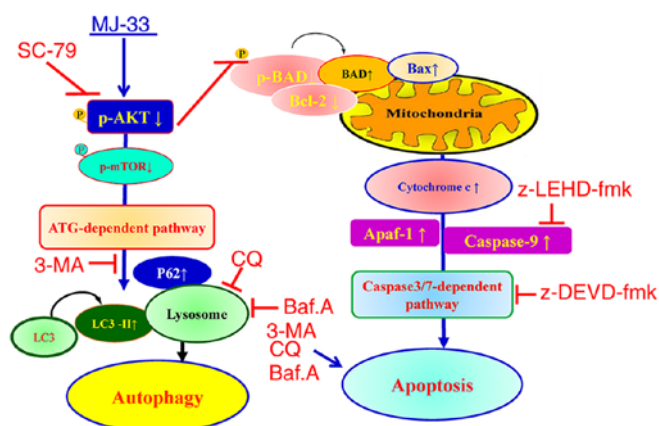 MJ-33
SC-79
P
p-AKT ↓
P
p-mTOR↓
ATG-dependent pathway
3-MA
P62↑
CQ
LC3
LC3 -II↑
Lysosome
Baf.A
Autophagy
P
p-BAD
BAD↑
Bax↑
Bcl-2 ↓
Mitochondria
Cytochrome c ↑
z-LEHD-fmk
Apaf-1 ↑
Caspase-9 ↑
Caspase3/7-dependent
pathway
z-DEVD-fmk
3-MA
CQ
Baf.A
Apoptosis